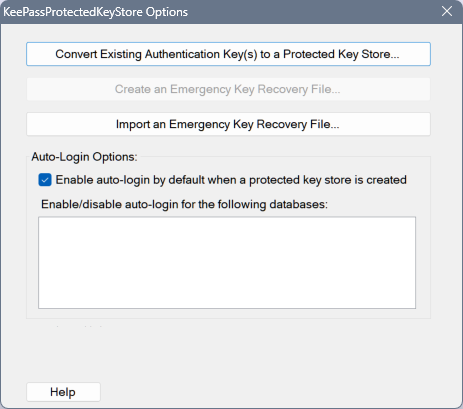 KeePassProtectedKeyStore Options
Convert Existing Authentication Key(s) to a Protected Key Store...
Create an Emergency Key Recovery File...
Import an Emergency Key Recovery File...
Auto-Login Options:
Enable auto-login by default when a protected key store is created
Enable/disable auto-login for the following databases:
Help